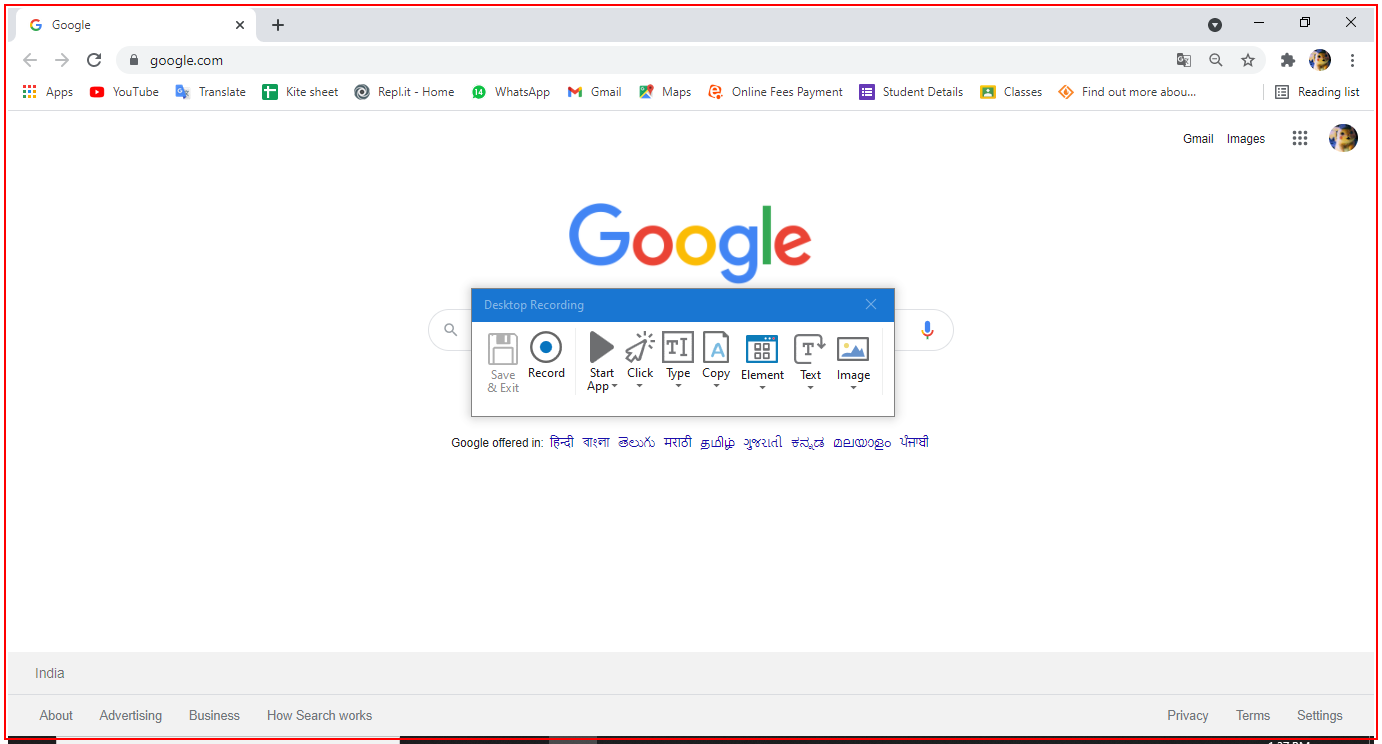 Google
google.com
Apps YouTube Translate Kite sheet Repl.it - Home 14 WhatsApp Gmail Maps Online Fees Payment Student Details Classes Find out more abou... Reading list
Gmail Images
Google
Desktop Recording
Save & Exit Record Start App Click Type Copy Element Text Image
Google offered in: हिन्दी বাংলা తెలుగు मराठी தமிழ் ગુજરાતી ಕನ್ನಡ മലയാളം ਪੰਜਾਬੀ
India
About Advertising Business How Search works Privacy Terms Settings